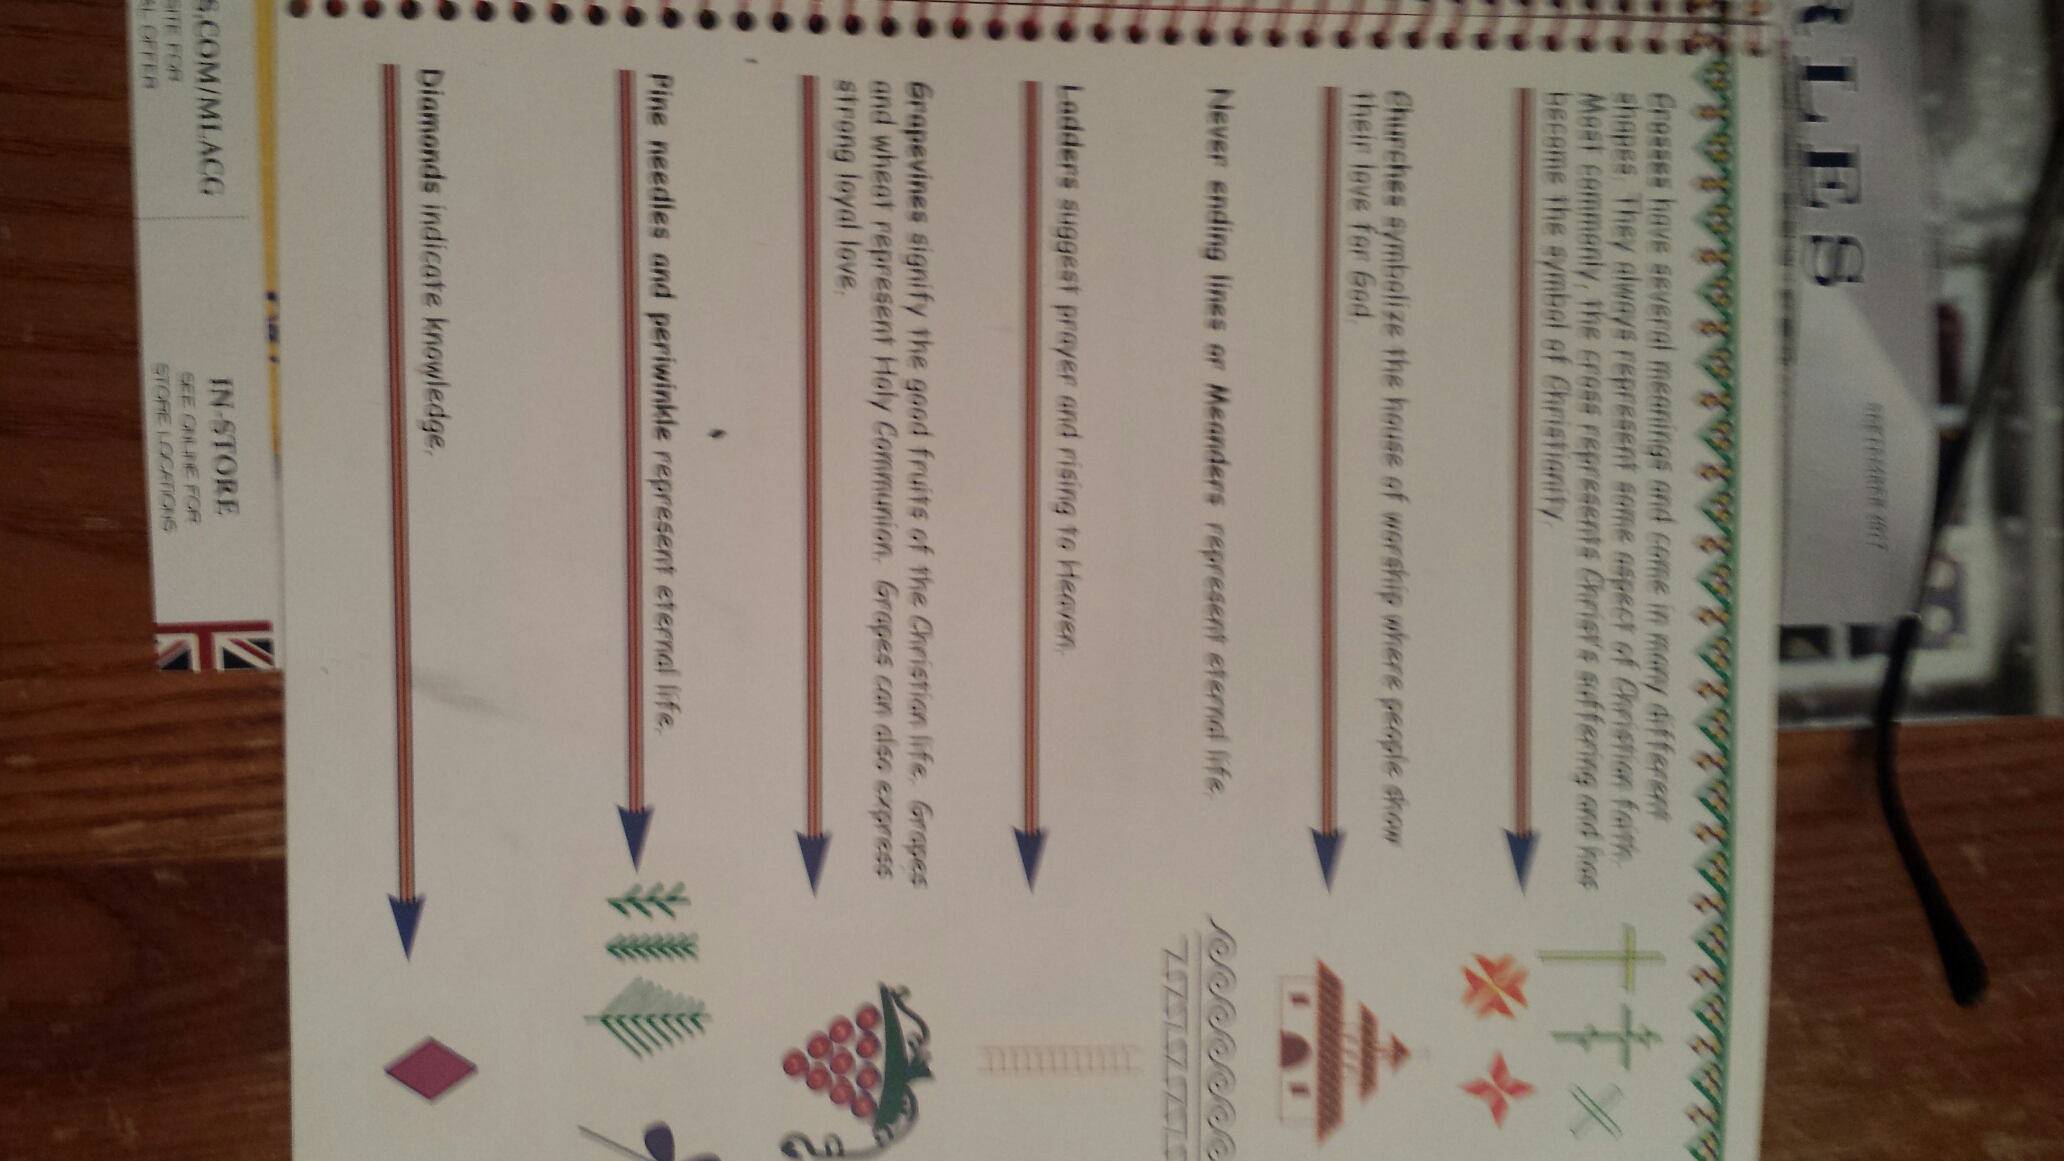 Crosses have several meanings and come in many different
shapes. They always represent some aspect of Christian faith.
Most commonly, the cross represents Christ's suffering and has
become the symbol of Christianity.
Churches symbolize the house of worship where people show
their love for God.
Never ending lines or Meanders represent eternal life.
Ladders suggest prayer and rising to Heaven.
Grapevines signify the good fruits of the Christian life. Grapes
and wheat represent Holy Communion. Grapes can also express
strong loyal love.
Pine needles and periwinkle represent eternal life.
Diamonds indicate knowledge.
RLES
S.COM/MLACG
SITE FOR
AL OFFER
IN-STORE
SEE ONLINE FOR
STORE LOCATIONS